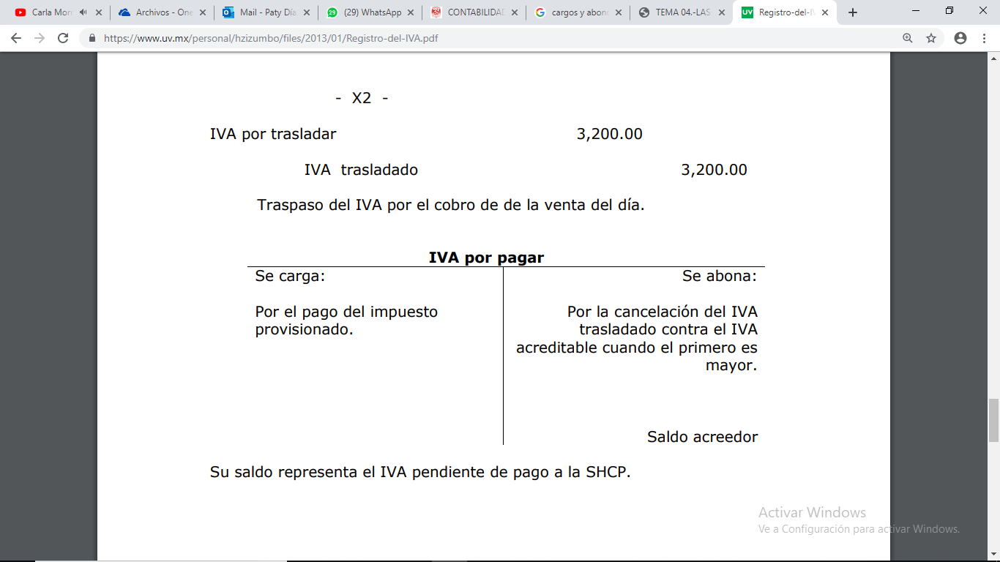 Carla Morr
Archivos - One
Mail - Paty Día
29
(29) WhatsApp
CONTABILIDAD
cargos y abono
TEMA 04.-LAS
UV
Registro-del-IV
https://www.uv.mx/personal/hzizumbo/files/2013/01/Registro-del-IVA.pdf
- X2 -
IVA por trasladar 3,200.00
IVA trasladado 3,200.00
Traspaso del IVA por el cobro de de la venta del día.
IVA por pagar
Se carga:
Por el pago del impuesto
provisionado.
Se abona:
Por la cancelación del IVA
trasladado contra el IVA
acreditable cuando el primero es
mayor.
Saldo acreedor
Su saldo representa el IVA pendiente de pago a la SHCP.
Activar Windows
Ve a Configuración para activar Windows.